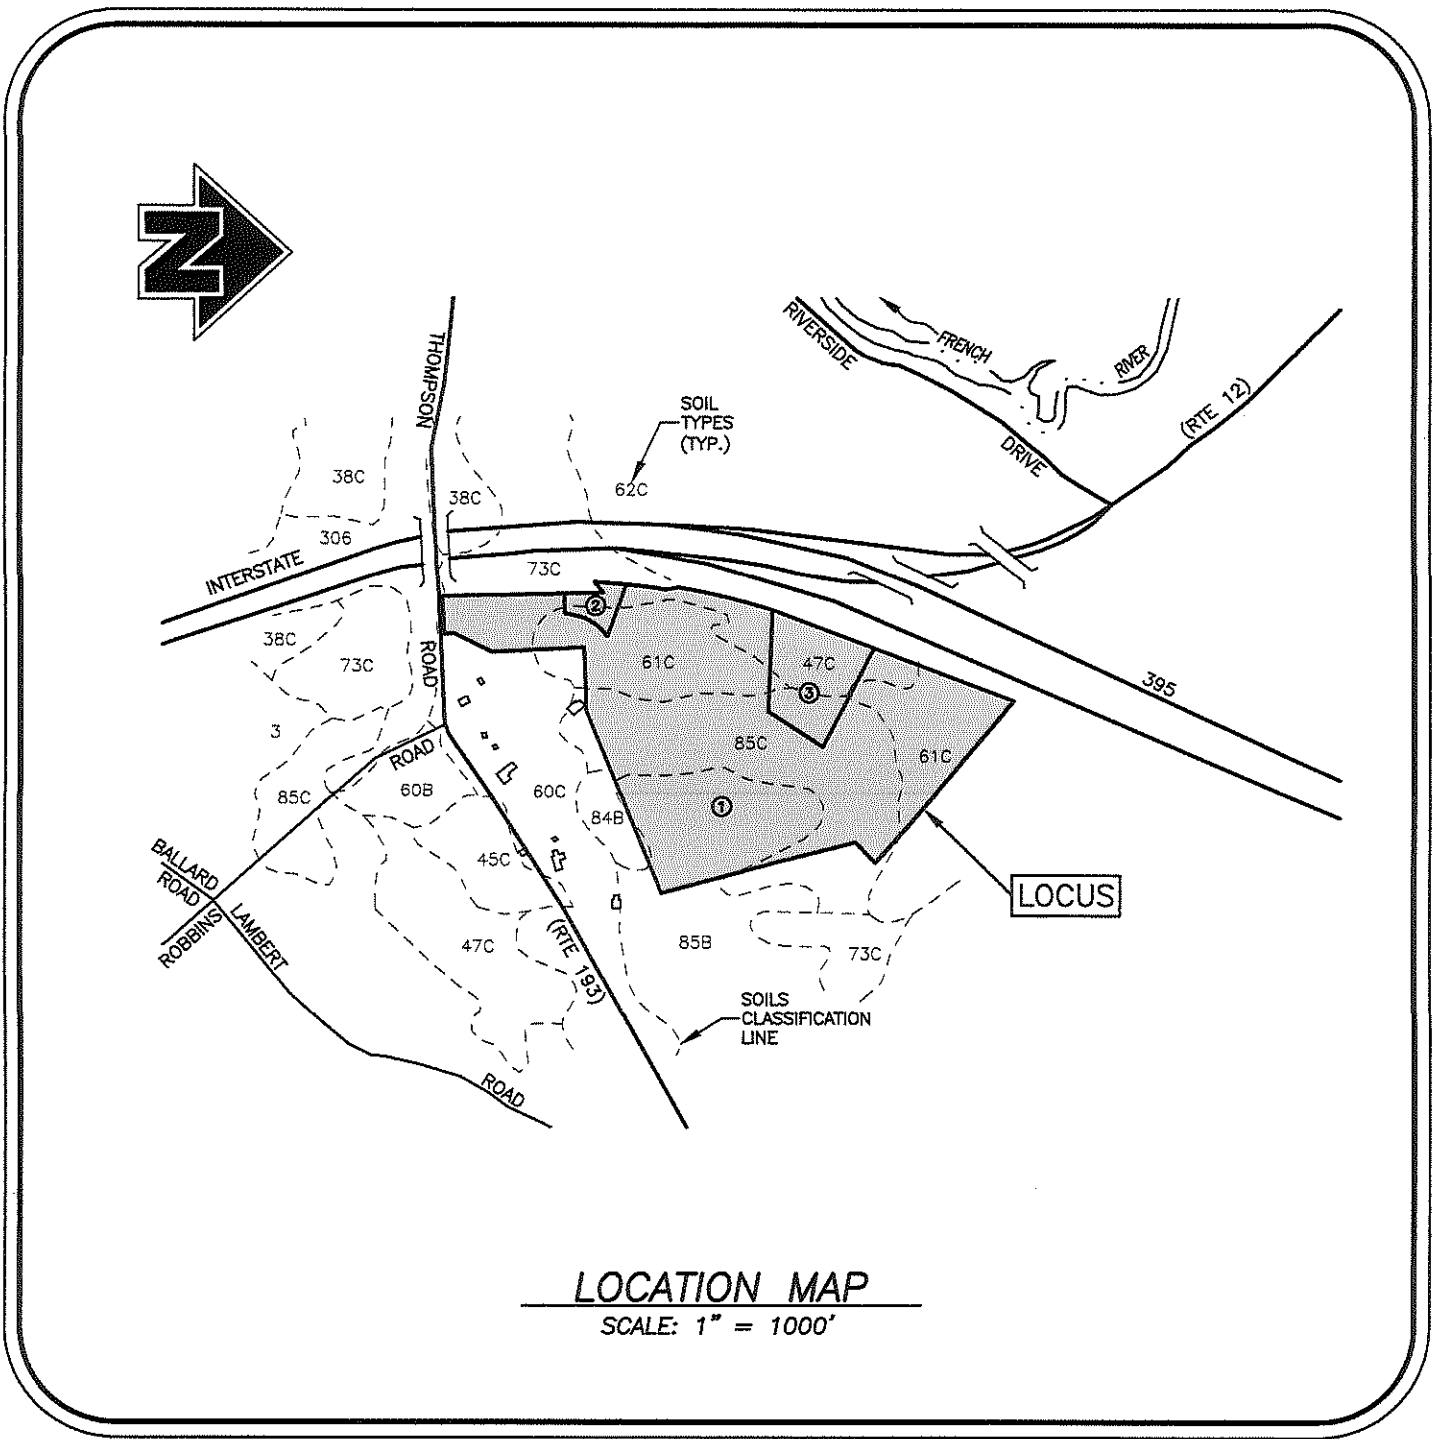 N
THOMPSON
RIVERSIDE
FRENCH
RIVER
(RTE 12)
SOIL
TYPES
(TYP.)
DRIVE
38C
38C
62C
306
INTERSTATE
73C
②
38C
73C
ROAD
61C
47C
③
395
3
ROAD
85C
61C
85C
60B
60C
①
84B
BALLARD
ROAD
ROBBINS
LAMBERT
45C
LOCUS
47C
(RTE 193)
85B
73C
SOILS
CLASSIFICATION
LINE
ROAD
LOCATION MAP
SCALE: 1" = 1000'